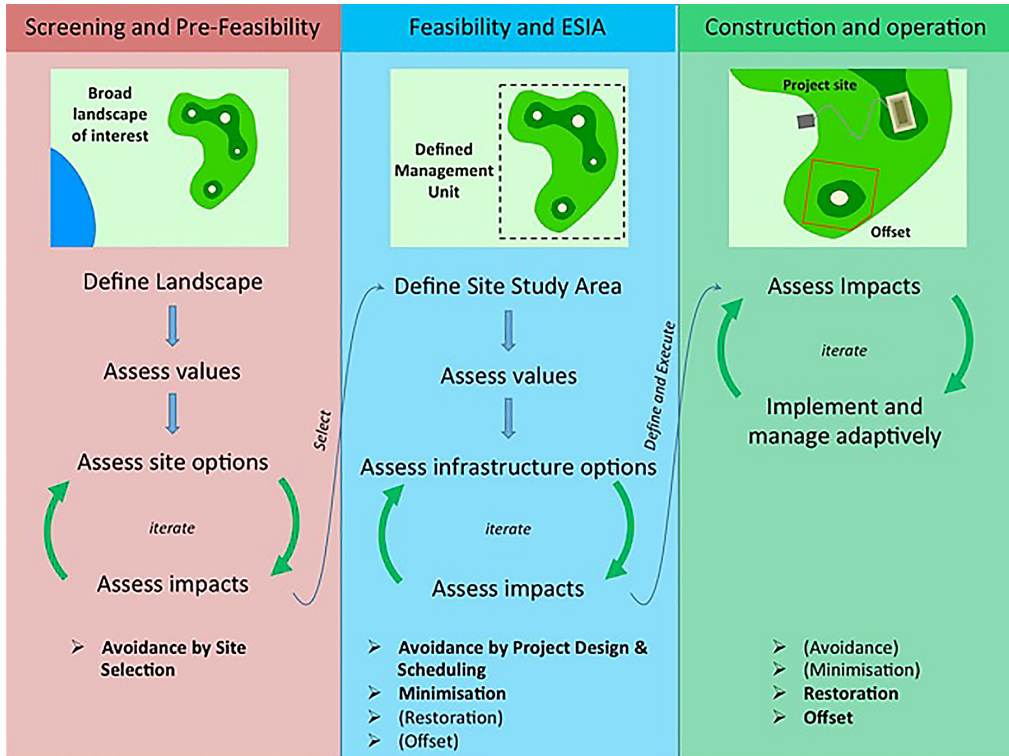 Screening and Pre-Feasibility
Broad
landscape
of interest
Define Landscape
Assess values
Assess site options
iterate
Assess impacts
➢ Avoidance by Site
Selection
Select
Feasibility and ESIA
Defined
Management
Unit
Define Site Study Area
Assess values
Assess infrastructure options
iterate
Assess impacts
➢ Avoidance by Project Design &
Scheduling
➢ Minimisation
➢ (Restoration)
➢ (Offset)
Define and Execute
Construction and operation
Project site
Offset
Assess Impacts
iterate
Implement and
manage adaptively
➢ (Avoidance)
➢ (Minimisation)
➢ Restoration
➢ Offset